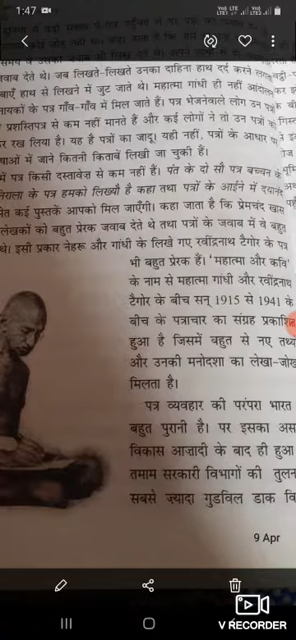 1:47
जवाब देते थे। जब लिखते-लिखते उनका दाहिना हाथ दर्द करने
बाएँ हाथ से लिखने में जुट जाते थे। महात्मा गांधी ही नहीं आंदोलन
नायकों के पत्र गाँव-गाँव में मिल जाते हैं। पत्र भेजनेवाले लोग उन
प्रशस्तिपत्र से कम नहीं मानते हैं और कई लोगों ने तो उन पत्रों
कर रख लिया है। यह है पत्रों का जादू। यही नहीं, पत्रों के आधार
भाषाओं में जाने कितनी किताबें लिखी जा चुकी हैं।
में पत्र किसी दस्तावेज़ से कम नहीं हैं। पंत के दो सौ पत्र बच्चन के
निराला के पत्र हमको लिख्यौ है कहा तथा पत्रों के आईने में दयानंद
कई पुस्तकें आपको मिल जाएँगी। कहा जाता है कि प्रेमचंद
लेखकों को बहुत प्रेरक जवाब देते थे तथा पत्रों के जवाब में वे बहुत
थे। इसी प्रकार नेहरू और गांधी के लिखे गए रवींद्रनाथ टैगोर के पत्र
भी बहुत प्रेरक हैं। 'महात्मा और कवि'
के नाम से महात्मा गांधी और रवींद्रनाथ
टैगोर के बीच सन् 1915 से 1941 के
बीच के पत्राचार का संग्रह प्रकाशित
हुआ है जिसमें बहुत से नए तथ्य
और उनकी मनोदशा का लेखा-जोखा
मिलता है।
पत्र व्यवहार की परंपरा भारत
बहुत पुरानी है। पर इसका
विकास आज़ादी के बाद ही हुआ
तमाम सरकारी विभागों की
सबसे ज़्यादा गुडविल डाक वि
9 Apr
V RECORDER